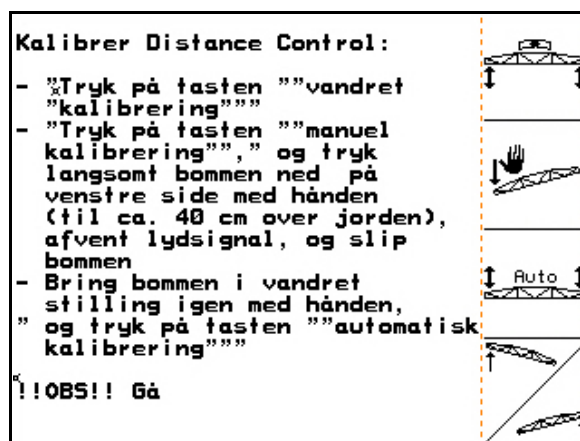 Kalibrer Distance Control:
- "Tryk på tasten ""vandret
"kalibrering"""
- "Tryk på tasten ""manuel
kalibrering""," og tryk
langsomt bommen ned på
venstre side med hånden
(til ca. 40 cm over jorden),
afvent lydsignal, og slip
bommen
- Bring bommen i vandret
stilling igen med hånden,
" og tryk på tasten ""automatisk
kalibrering"""
!!OBS!! Gå
Auto